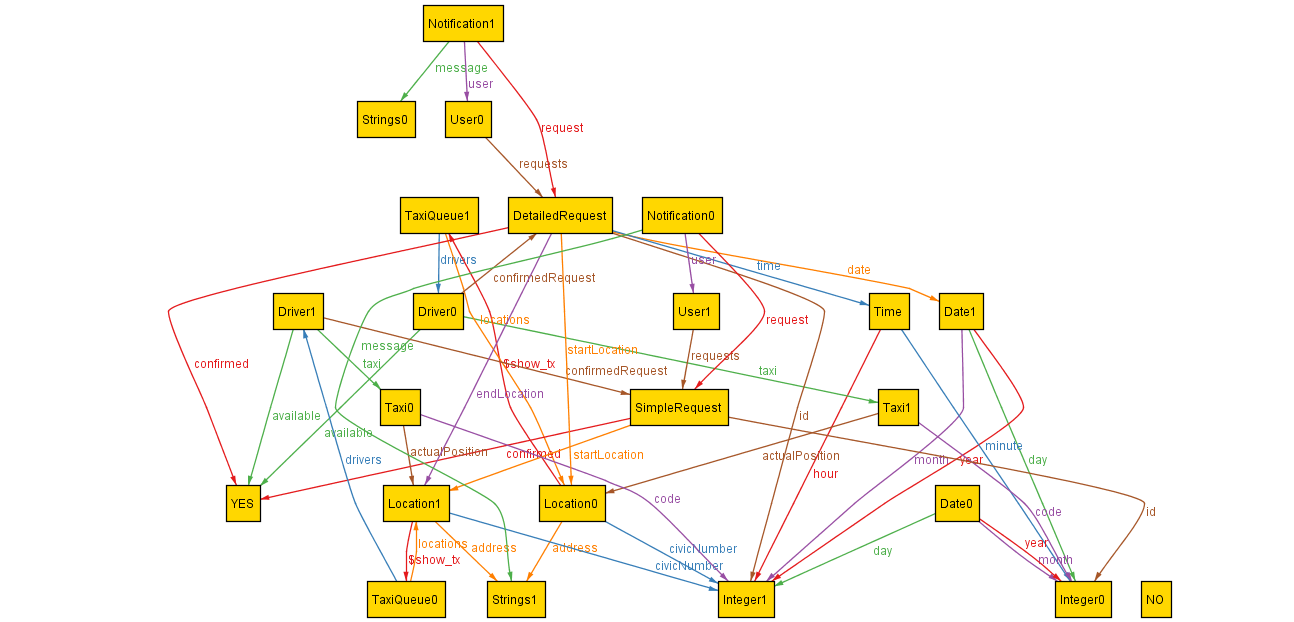 Notification1
message
user
Strings0
User0
request
requests
TaxiQueue1
DetailedRequest
Notification0
drivers
user
time
date
confirmedRequest
Driver1
Driver0
User1
Time
Date1
locations
request
message
startLocation
requests
confirmed
taxi
$show_tx
confirmedRequest
taxi
endLocation
Taxi0
SimpleRequest
Taxi1
available
id
available
minute
actualPosition
confirmed
startLocation
actualPosition
drivers
month
year
day
hour
code
YES
Location1
Location0
Date0
code
id
locations
address
address
civicNumber
day
year
$show_tx
civicNumber
month
TaxiQueue0
Strings1
Integer1
Integer0
NO